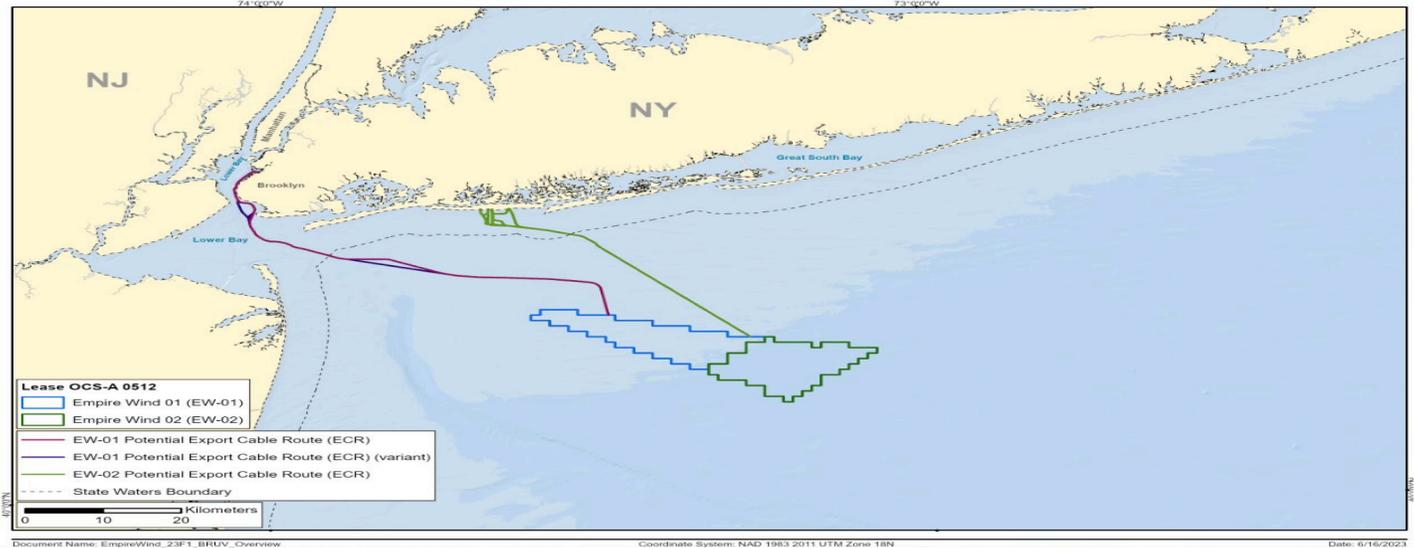 74°0'0"W
73°0'0"W
NJ
NY
Manhattan
Great South Bay
Brooklyn
Lower Bay
Lease OCS-A 0512
Empire Wind 01 (EW-01)
Empire Wind 02 (EW-02)
EW-01 Potential Export Cable Route (ECR)
EW-01 Potential Export Cable Route (ECR) (variant)
EW-02 Potential Export Cable Route (ECR)
State Waters Boundary
Kilometers
0 10 20
Document Name: EmpireWind_23F1_BRUV_Overview
Coordinate System: NAD 1983 2011 UTM Zone 18N
Date: 6/16/2023